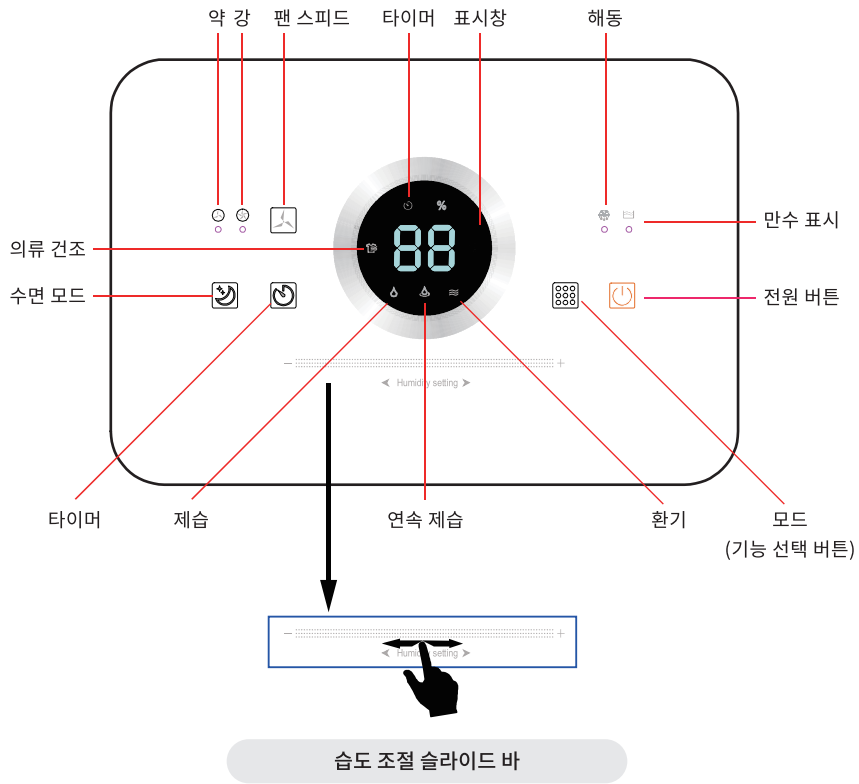 약 강 팬 스피드 타이머 표시창 해동
만수 표시
%
88
의류 건조
수면 모드
전원 버튼
− +
Humidity setting
타이머 제습 연속 제습 환기 모드
(기능 선택 버튼)
− +
Humidity setting
습도 조절 슬라이드 바